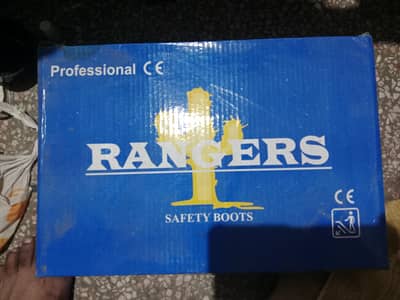 Professional CE
RANGERS
SAFETY BOOTS
CE